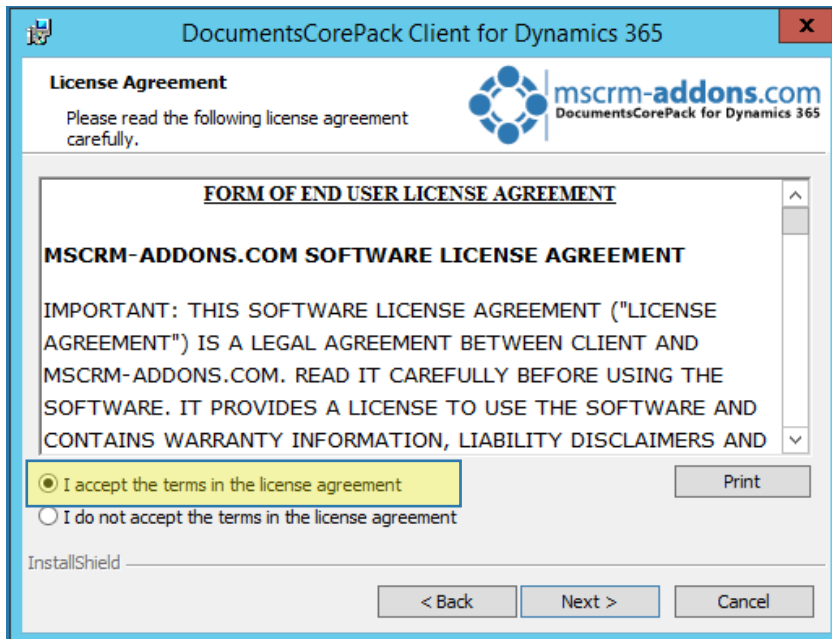 DocumentsCorePack Client for Dynamics 365
x
License Agreement
Please read the following license agreement
carefully.
mscrm-addons.com
DocumentsCorePack for Dynamics 365
FORM OF END USER LICENSE AGREEMENT
MSCRM-ADDONS.COM SOFTWARE LICENSE AGREEMENT
IMPORTANT: THIS SOFTWARE LICENSE AGREEMENT ("LICENSE
AGREEMENT") IS A LEGAL AGREEMENT BETWEEN CLIENT AND
MSCRM-ADDONS.COM. READ IT CAREFULLY BEFORE USING THE
SOFTWARE. IT PROVIDES A LICENSE TO USE THE SOFTWARE AND
CONTAINS WARRANTY INFORMATION, LIABILITY DISCLAIMERS AND
I accept the terms in the license agreement
Print
I do not accept the terms in the license agreement
InstallShield
< Back
Next >
Cancel